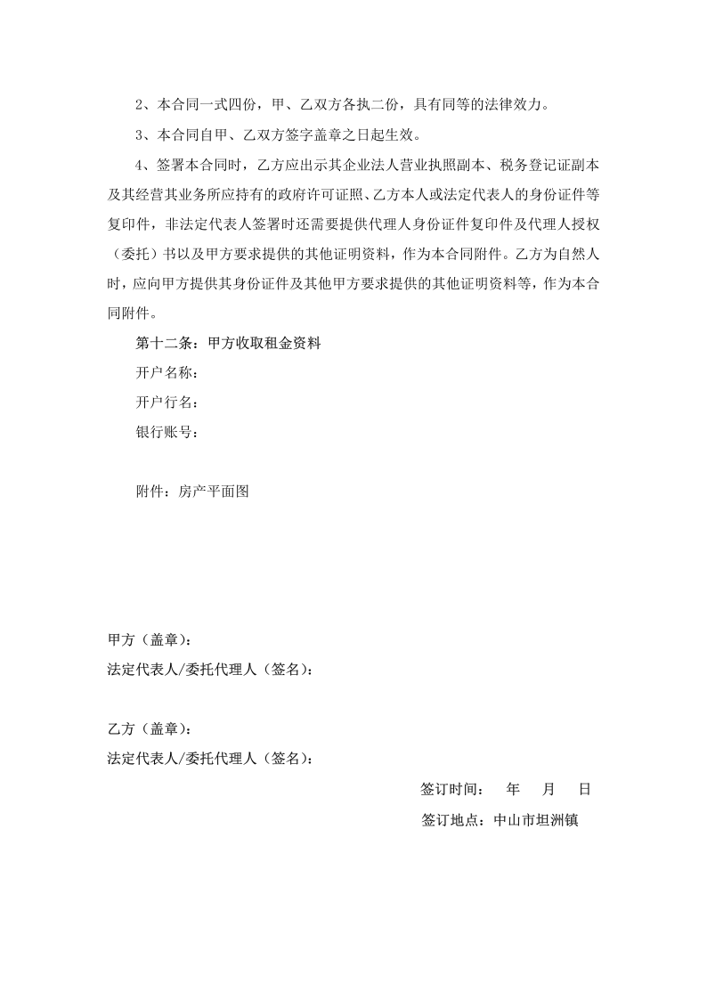 2、本合同一式四份，甲、乙双方各执二份，具有同等的法律效力。
3、本合同自甲、乙双方签字盖章之日起生效。
4、签署本合同时，乙方应出示其企业法人营业执照副本、税务登记证副本
及其经营其业务所应持有的政府许可证照、乙方本人或法定代表人的身份证件等
复印件，非法定代表人签署时还需要提供代理人身份证件复印件及代理人授权
（委托）书以及甲方要求提供的其他证明资料，作为本合同附件。乙方为自然人
时，应向甲方提供其身份证件及其他甲方要求提供的其他证明资料等，作为本合
同附件。
第十二条：甲方收取租金资料
开户名称：
开户行名：
银行账号：
附件：房产平面图
甲方（盖章）：
法定代表人/委托代理人（签名）：
乙方（盖章）：
法定代表人/委托代理人（签名）：
签订时间： 年 月 日
签订地点：中山市坦洲镇